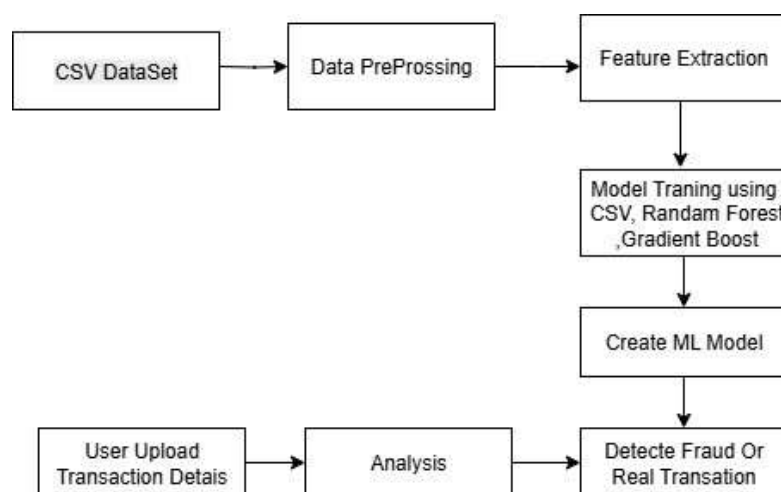 CSV DataSet
Data PreProssing
Feature Extraction
Model Traning using
CSV, Randam Forest
,Gradient Boost
Create ML Model
User Upload
Transaction Detais
Analysis
Detecte Fraud Or
Real Transation